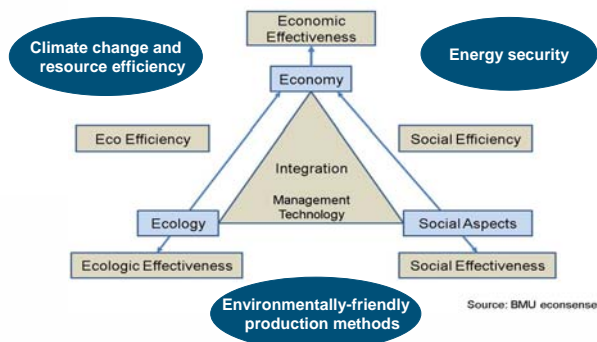 Economic
Effectiveness
Climate change and
resource efficiency
Energy security
Economy
Eco Efficiency
Social Efficiency
Integration
Management
Technology
Ecology
Social Aspects
Ecologic Effectiveness
Social Effectiveness
Environmentally-friendly
production methods
Source: BMU econsense